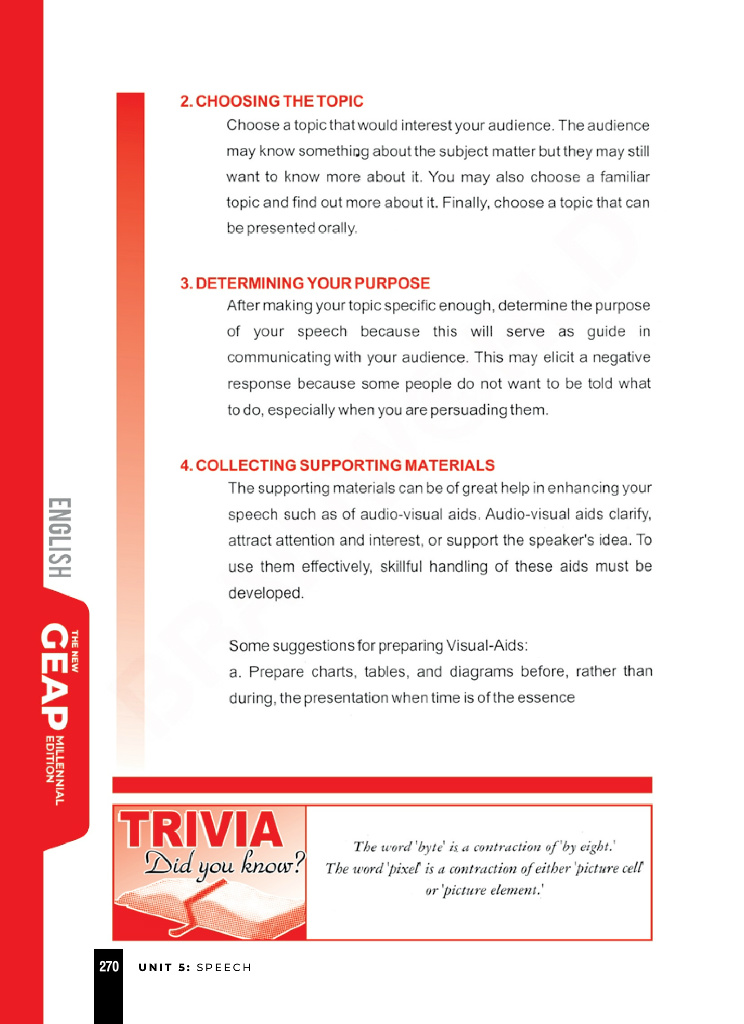 2. CHOOSING THE TOPIC
Choose a topic that would interest your audience. The audience
may know something about the subject matter but they may still
want to know more about it. You may also choose a familiar
topic and find out more about it. Finally, choose a topic that can
be presented orally.
3. DETERMINING YOUR PURPOSE
After making your topic specific enough, determine the purpose
of your speech because this will serve as guide in
communicating with your audience. This may elicit a negative
response because some people do not want to be told what
to do, especially when you are persuading them.
4. COLLECTING SUPPORTING MATERIALS
The supporting materials can be of great help in enhancing your
speech such as of audio-visual aids. Audio-visual aids clarify,
attract attention and interest, or support the speaker's idea. To
use them effectively, skillful handling of these aids must be
developed.
Some suggestions for preparing Visual-Aids:
a. Prepare charts, tables, and diagrams before, rather than
during, the presentation when time is of the essence
ENGLISH
THE NEW
GEAP
MILLENNIAL
EDITION
TRIVIA
Did you know?
The word 'byte' is a contraction of 'by eight.'
The word 'pixel' is a contraction of either 'picture cell'
or 'picture element.'
270 UNIT 5: SPEECH